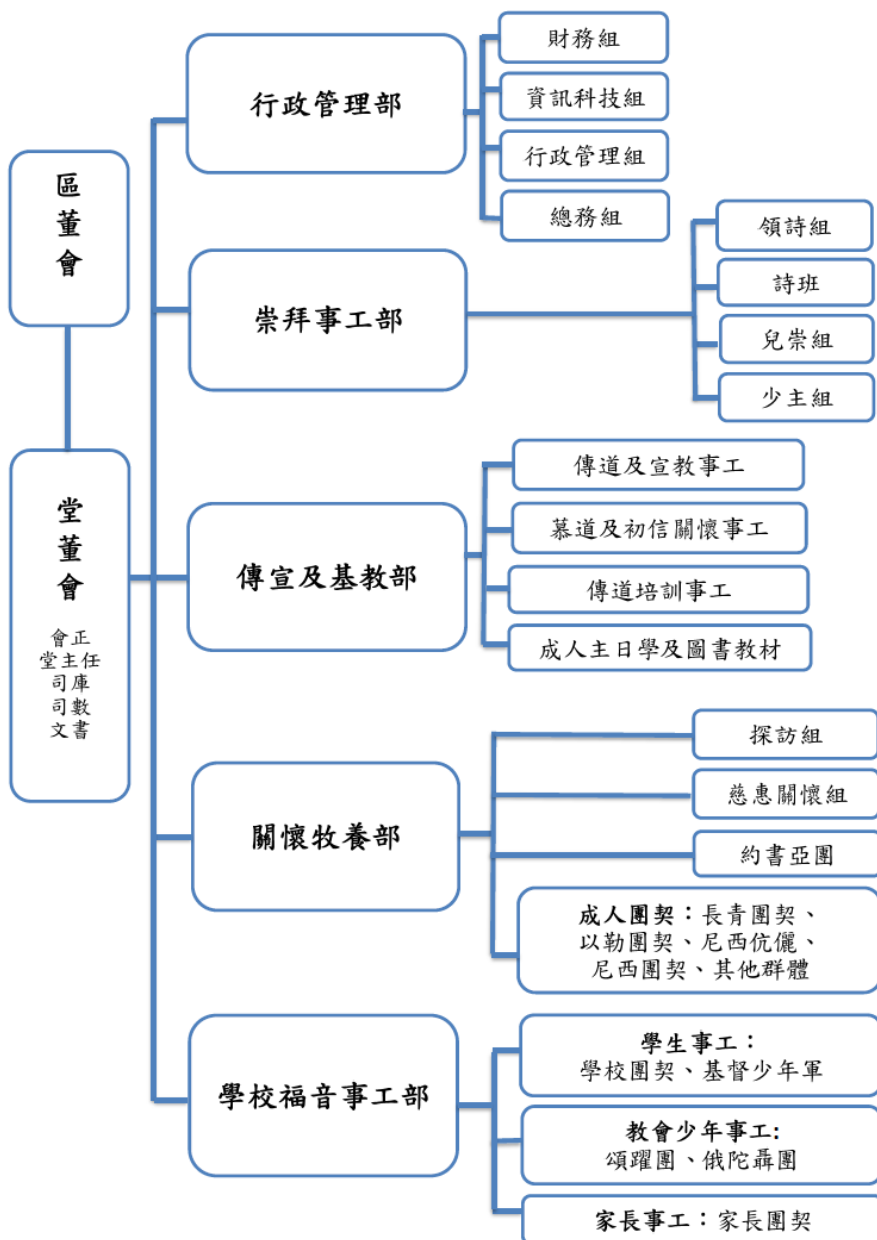 區董會
堂董會
會正
堂主任
司庫
司數
文書
行政管理部
財務組
資訊科技組
行政管理組
總務組
崇拜事工部
領詩組
詩班
兒崇組
少主組
傳宣及基教部
傳道及宣教事工
慕道及初信關懷事工
傳道培訓事工
成人主日學及圖書教材
關懷牧養部
探訪組
慈惠關懷組
約書亞團
成人團契：長青團契、
以勒團契、尼西伉儷、
尼西團契、其他群體
學校福音事工部
學生事工：
學校團契、基督少年軍
教會少年事工:
頌躍團、俄陀聶團
家長事工：家長團契